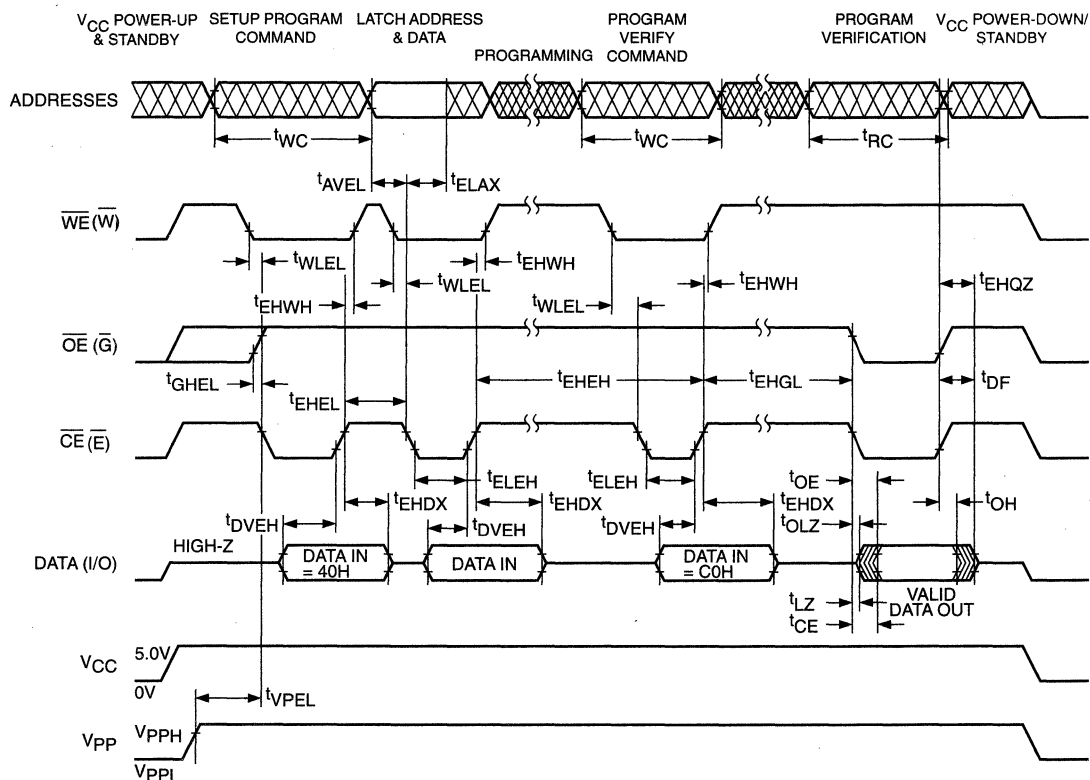 VCC POWER-UP
& STANDBY
SETUP PROGRAM
COMMAND
LATCH ADDRESS
& DATA
PROGRAMMING
PROGRAM
VERIFY
COMMAND
PROGRAM
VERIFICATION
VCC POWER-DOWN/
STANDBY
ADDRESSES
tWC
tWC
tRC
tAVEL
tELAX
WE (W)
tWLEL
tEHWH
tWLEL
tEHWH
tEHQZ
tEHWH
tWLEL
OE (G)
tGHEL
tEHEH
tEHGL
tDF
tEHEL
CE (E)
tELEH
tELEH
tOE
tEHDX
tEHDX
tEHDX
tOH
tDVEH
tDVEH
tDVEH
tOLZ
HIGH-Z
DATA (I/O)
DATA IN
= 40H
DATA IN
DATA IN
= C0H
VALID
DATA OUT
tLZ
tCE
VCC
5.0V
0V
tVPEL
VPP
VPPH
VPPL